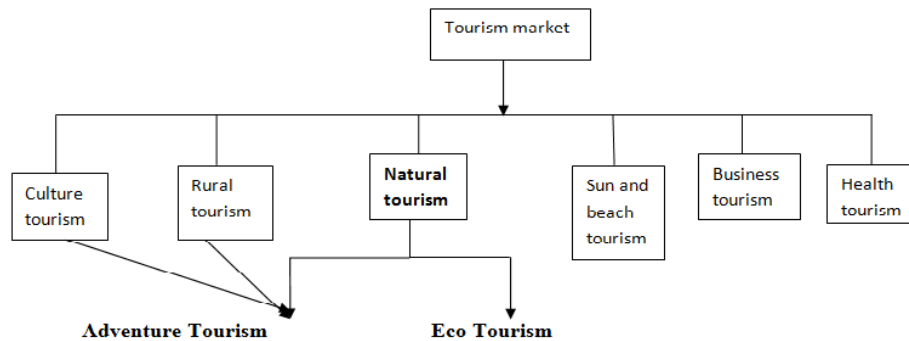 Tourism market
Culture
tourism
Rural
tourism
Natural
tourism
Sun and
beach
tourism
Business
tourism
Health
tourism
Adventure Tourism
Eco Tourism